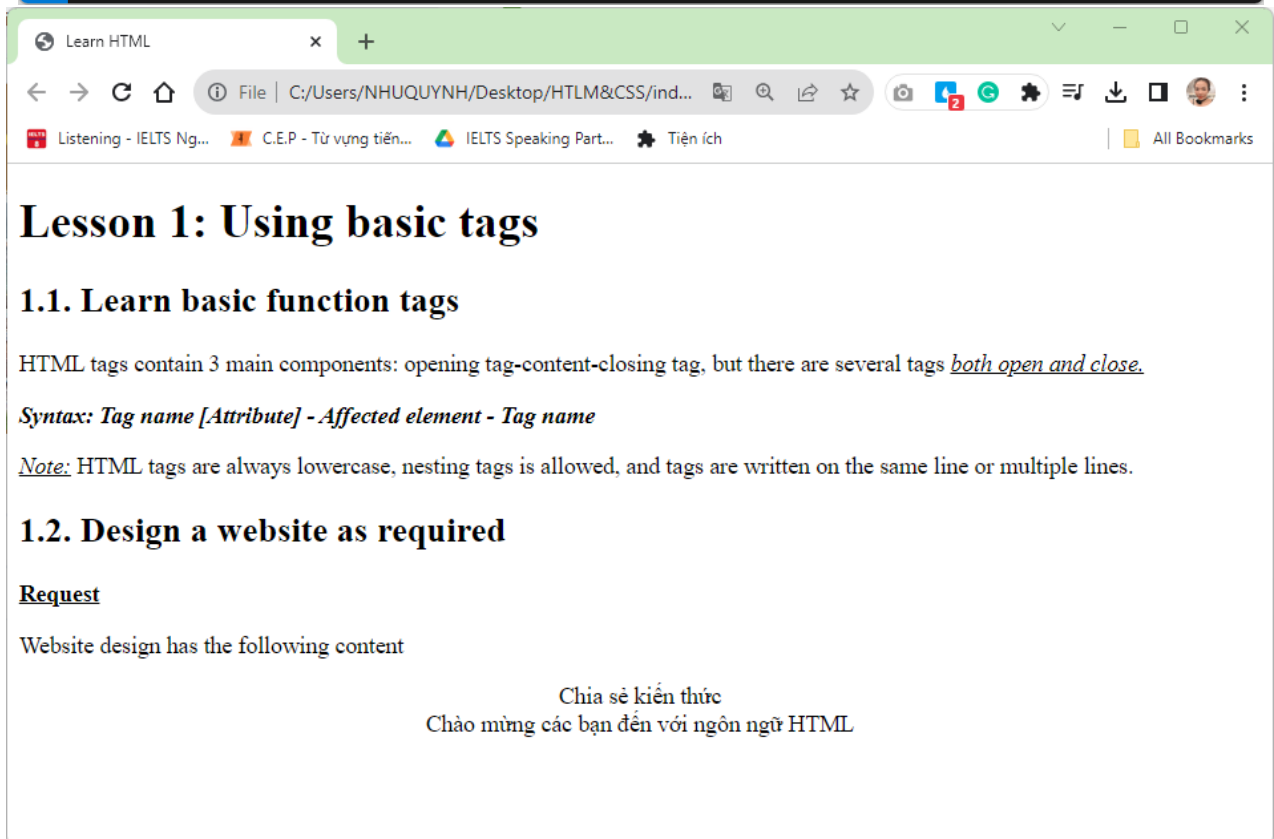 Learn HTML
File C:/Users/NHUQUYNH/Desktop/HTLM&CSS/ind...
2
Listening - IELTS Ng... C.E.P - Từ vựng tiến... IELTS Speaking Part... Tiện ích All Bookmarks
Lesson 1: Using basic tags
1.1. Learn basic function tags
HTML tags contain 3 main components: opening tag-content-closing tag, but there are several tags both open and close.
Syntax: Tag name [Attribute] - Affected element - Tag name
Note: HTML tags are always lowercase, nesting tags is allowed, and tags are written on the same line or multiple lines.
1.2. Design a website as required
Request
Website design has the following content
Chia sẻ kiến thức
Chào mừng các bạn đến với ngôn ngữ HTML